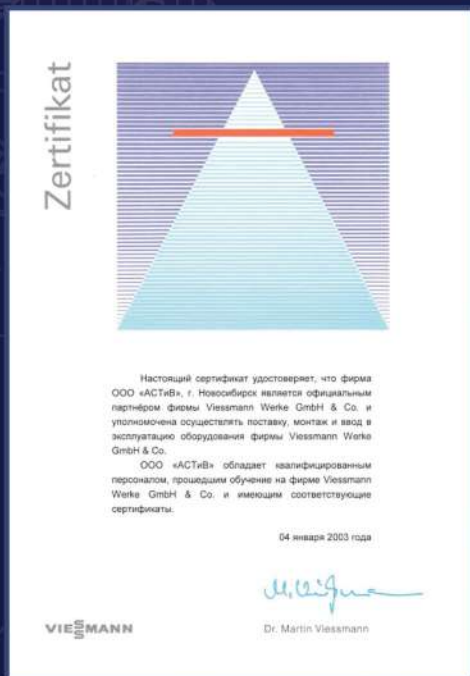 Zertifikat
Настоящий сертификат удостоверяет, что фирма
ООО «АСТиВ», г. Новосибирск является официальным
партнёром фирмы Viessmann Werke GmbH & Co. и
уполномочена осуществлять поставку, монтаж и ввод в
эксплуатацию оборудования фирмы Viessmann Werke
GmbH & Co.
ООО «АСТиВ» обладает квалифицированным
персоналом, прошедшим обучение на фирме Viessmann
Werke GmbH & Co. и имеющим соответствующие
сертификаты.
04 января 2003 года
VIESSMANN
Dr. Martin Viessmann